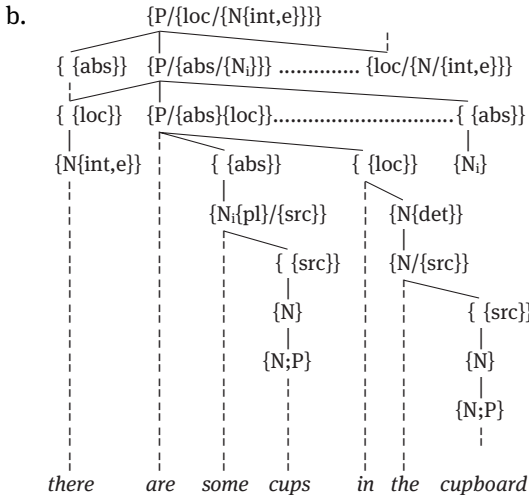 b. {P/{loc/{N{int,e}}}}
{ {abs}} {P/{abs/{Nᵢ}}} .............. {loc/{N/{int,e}}}
{ {loc}} {P/{abs}{loc}}............................... { {abs}}
{N{int,e}} { {abs}} { {loc}} {Nᵢ}
{Nᵢ{pl}/{src}} {N{det}}
{ {src}} {N/{src}}
{N} { {src}}
{N;P} {N}
{N;P}
there are some cups in the cupboard